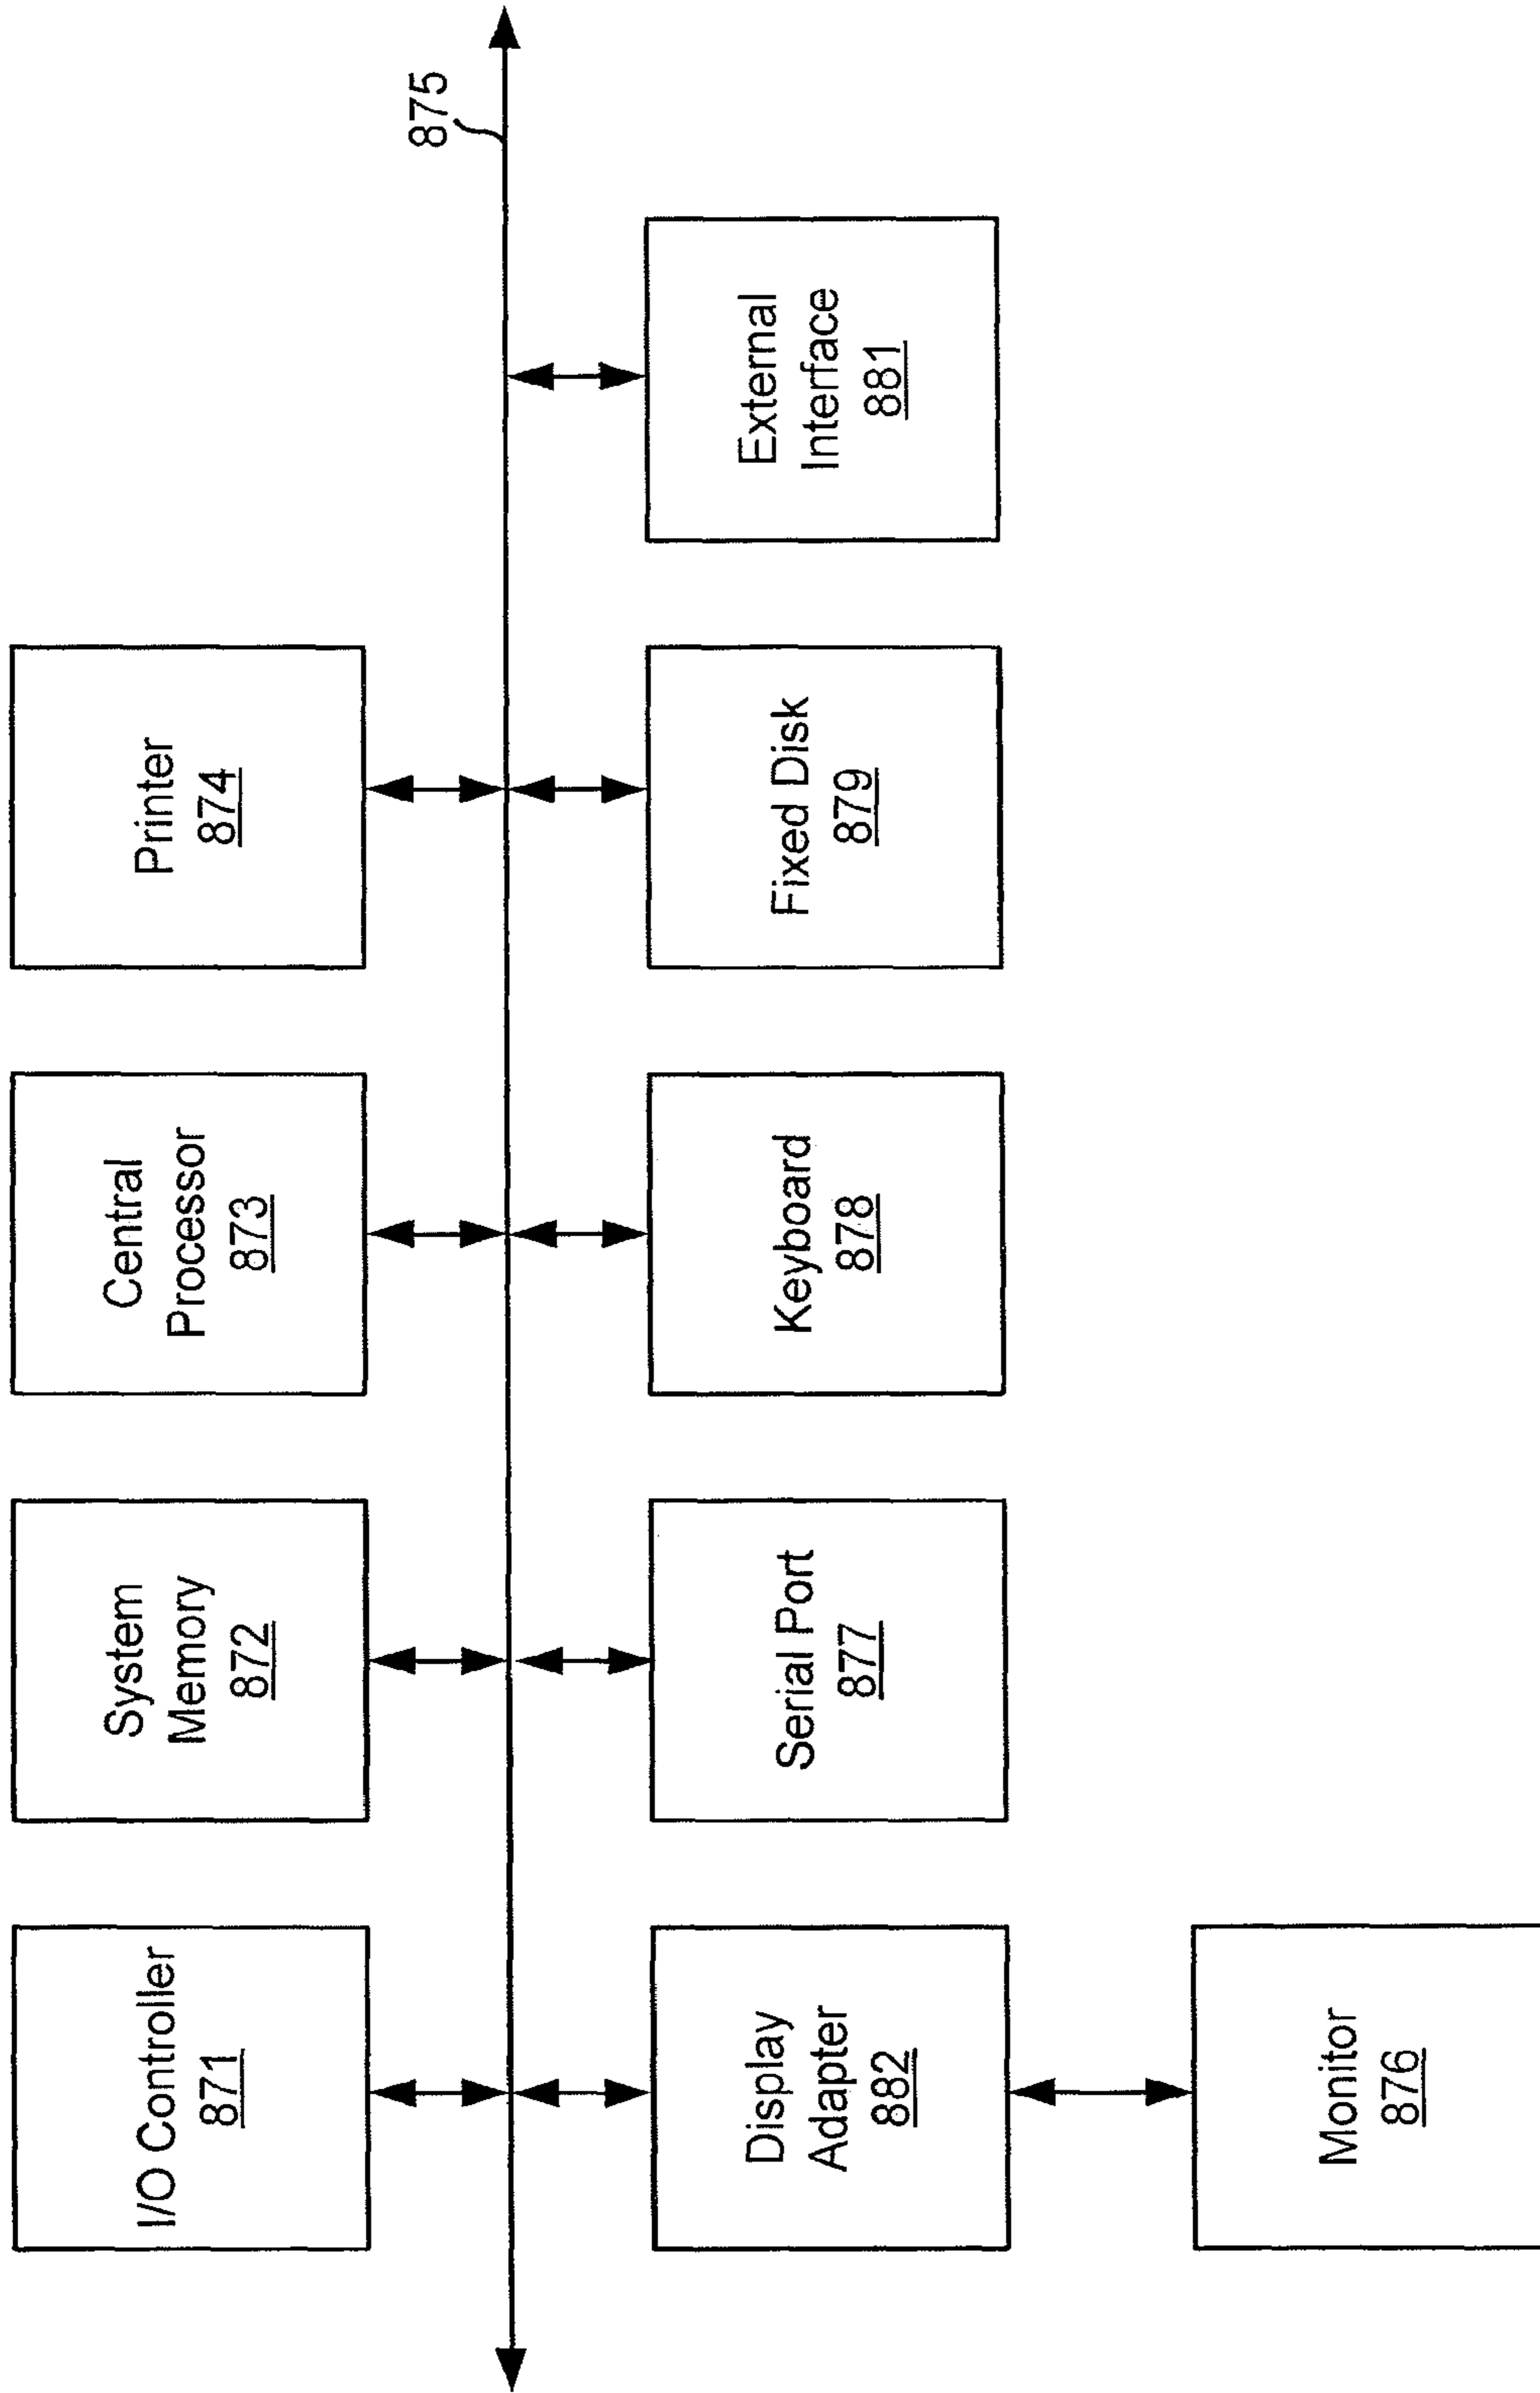 I/O Controller
871
System
Memory
872
Central
Processor
873
Printer
874
875
Display
Adapter
882
Serial Port
877
Keyboard
878
Fixed Disk
879
External
Interface
881
Monitor
876